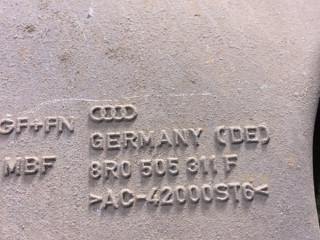 GF+FN
GERMANY (DE)
MBF 8R0 505 311 F
>AC-42000ST6<